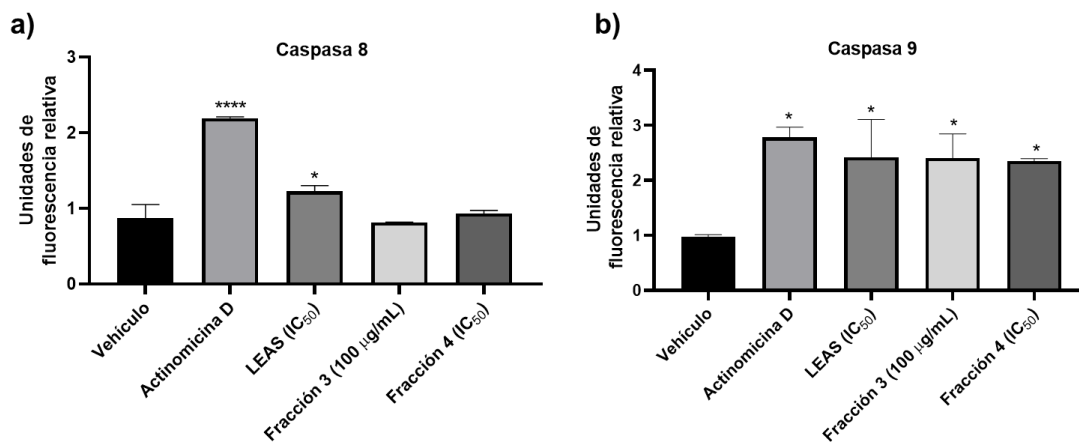 a)
Caspasa 8
Unidades de
fluorescencia relativa
3
2
1
0
****
*
Vehículo
Actinomicina D
LEAS (IC₅₀)
Fracción 3 (100 μg/mL)
Fracción 4 (IC₅₀)
b)
Caspasa 9
Unidades de
fluorescencia relativa
4
3
2
1
0
*
*
*
*
Vehículo
Actinomicina D
LEAS (IC₅₀)
Fracción 3 (100 μg/mL)
Fracción 4 (IC₅₀)